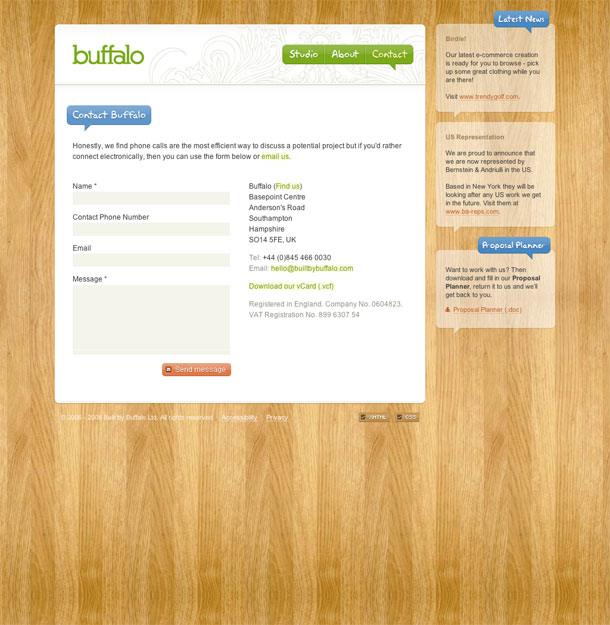 buffalo
Studio About Contact
Contact Buffalo
Honestly, we find phone calls are the most efficient way to discuss a potential project but if you'd rather
connect electronically, then you can use the form below or email us.
Name *
Contact Phone Number
Email
Message *
Send message
Buffalo (Find us)
Basepoint Centre
Anderson's Road
Southampton
Hampshire
SO14 5FE, UK
Tel: +44 (0)845 466 0030
Email: hello@builtbybuffalo.com
Download our vCard (.vcf)
Registered in England. Company No. 0604823.
VAT Registration No. 899 6307 54
Latest News
Birdie!
Our latest e-commerce creation
is ready for you to browse - pick
up some great clothing while you
are there!
Visit www.trendygolf.com.
US Representation
We are proud to announce that
we are now represented by
Bernstein & Andriulli in the US.
Based in New York they will be
looking after any US work we get
in the future. Visit them at
www.ba-reps.com.
Proposal Planner
Want to work with us? Then
download and fill in our Proposal
Planner, return it to us and we'll
get back to you.
Proposal Planner (.doc)
© 2006 - 2009 Built by Buffalo Ltd. All rights reserved Accessibility Privacy
XHTML CSS